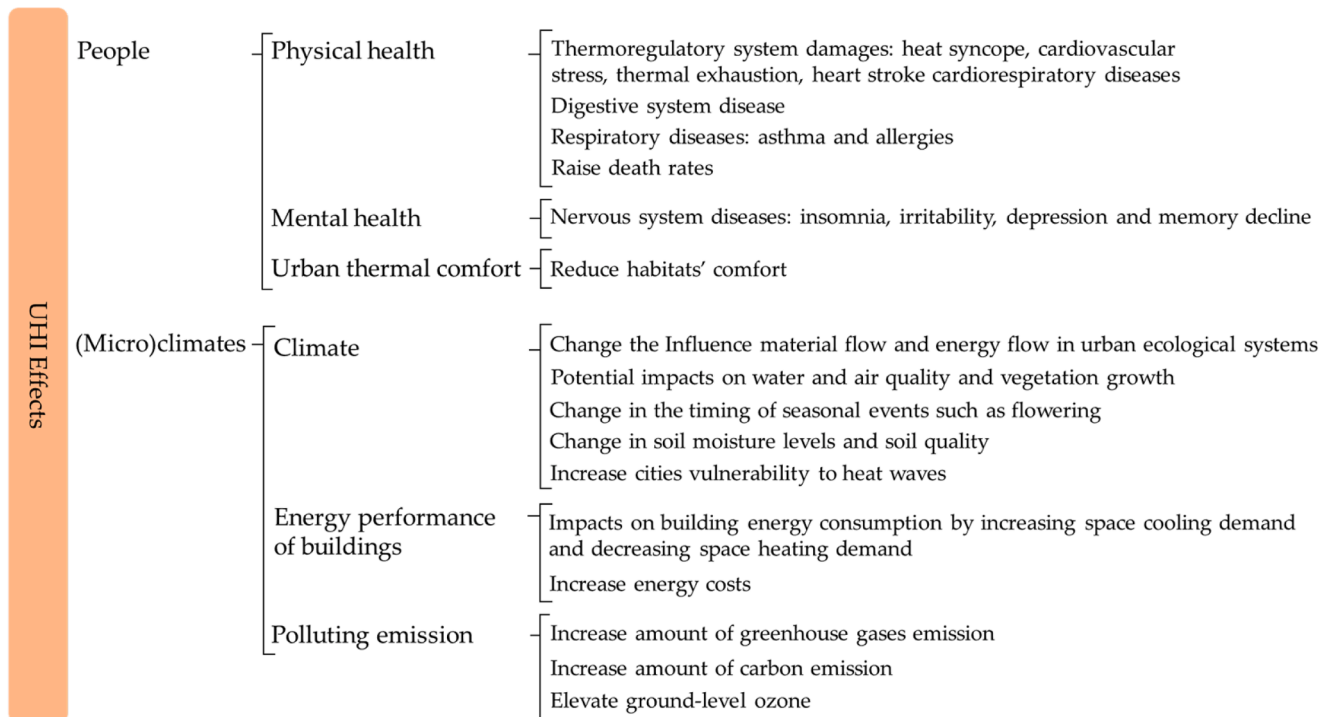 UHI Effects
People
Physical health
Thermoregulatory system damages: heat syncope, cardiovascular
stress, thermal exhaustion, heart stroke cardiorespiratory diseases
Digestive system disease
Respiratory diseases: asthma and allergies
Raise death rates
Mental health
Nervous system diseases: insomnia, irritability, depression and memory decline
Urban thermal comfort
Reduce habitats' comfort
(Micro)climates
Climate
Change the Influence material flow and energy flow in urban ecological systems
Potential impacts on water and air quality and vegetation growth
Change in the timing of seasonal events such as flowering
Change in soil moisture levels and soil quality
Increase cities vulnerability to heat waves
Energy performance
of buildings
Impacts on building energy consumption by increasing space cooling demand
and decreasing space heating demand
Increase energy costs
Polluting emission
Increase amount of greenhouse gases emission
Increase amount of carbon emission
Elevate ground-level ozone